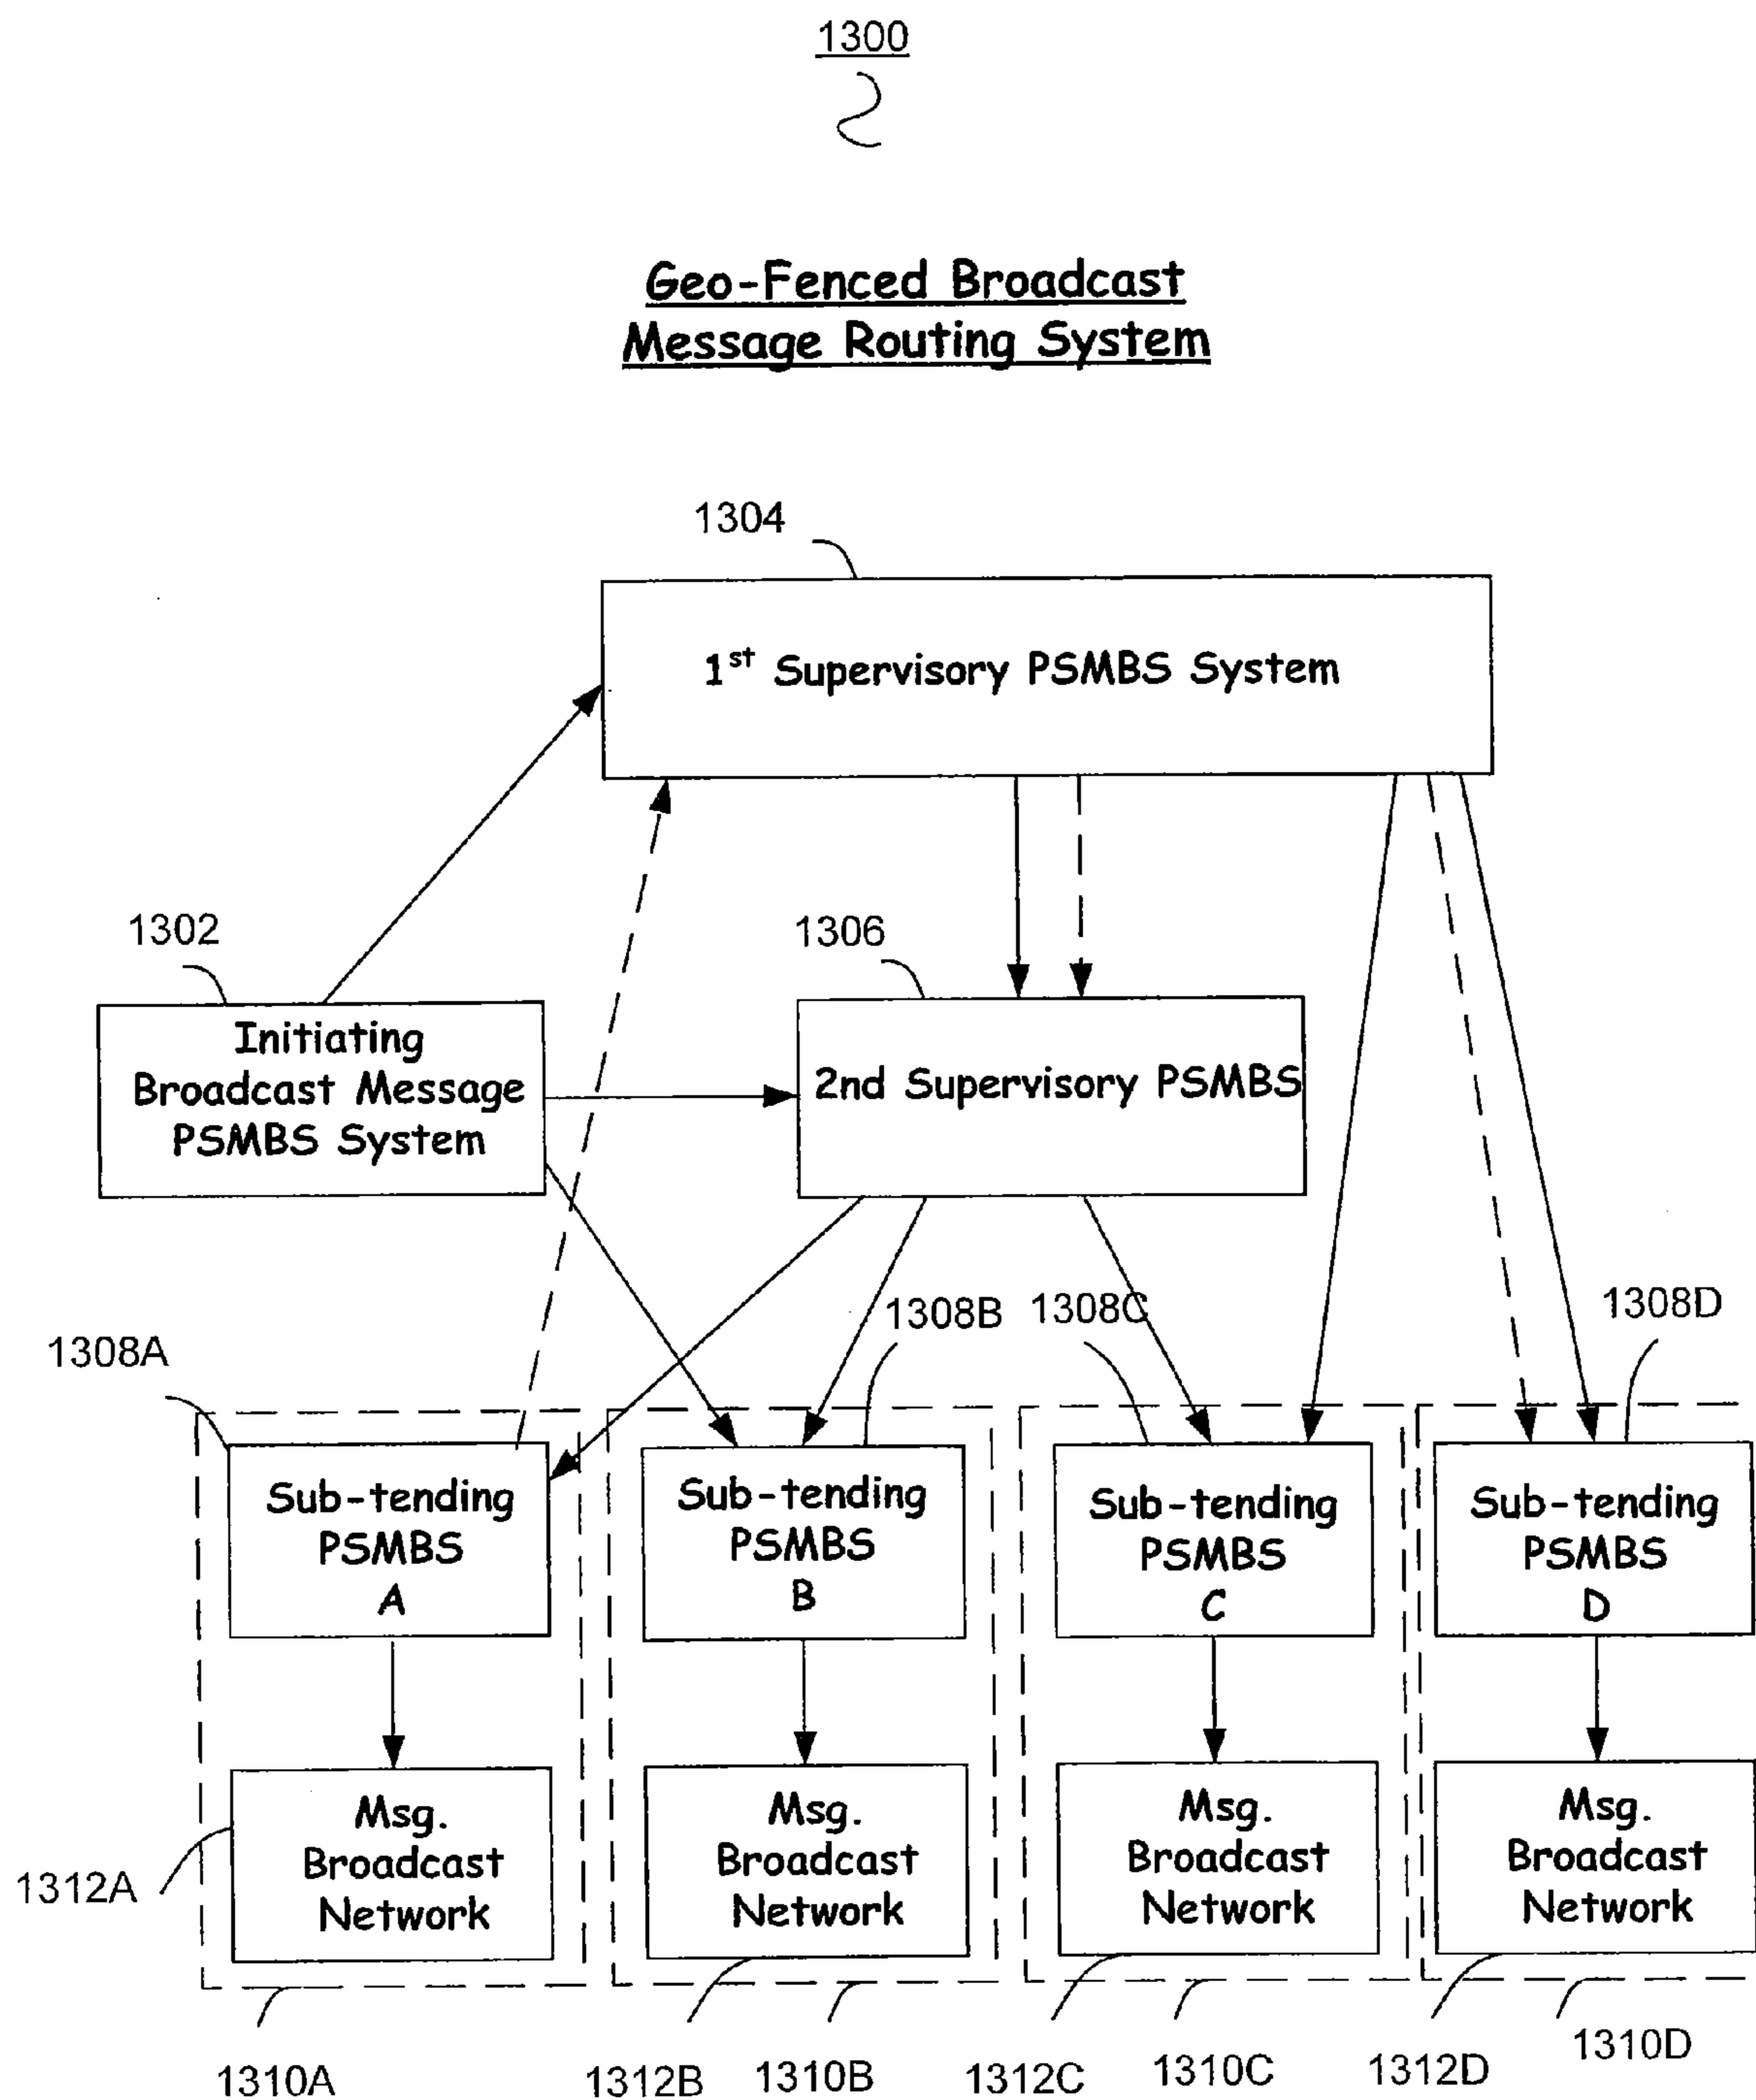 1300
Geo-Fenced Broadcast
Message Routing System
1304
1st Supervisory PSMBS System
1302
1306
Initiating
Broadcast Message
PSMBS System
2nd Supervisory PSMBS
1308A
1308B
1308C
1308D
Sub-tending
PSMBS
A
Sub-tending
PSMBS
B
Sub-tending
PSMBS
C
Sub-tending
PSMBS
D
Msg.
Broadcast
Network
Msg.
Broadcast
Network
Msg.
Broadcast
Network
Msg.
Broadcast
Network
1312A
1310A
1312B
1310B
1312C
1310C
1312D
1310D